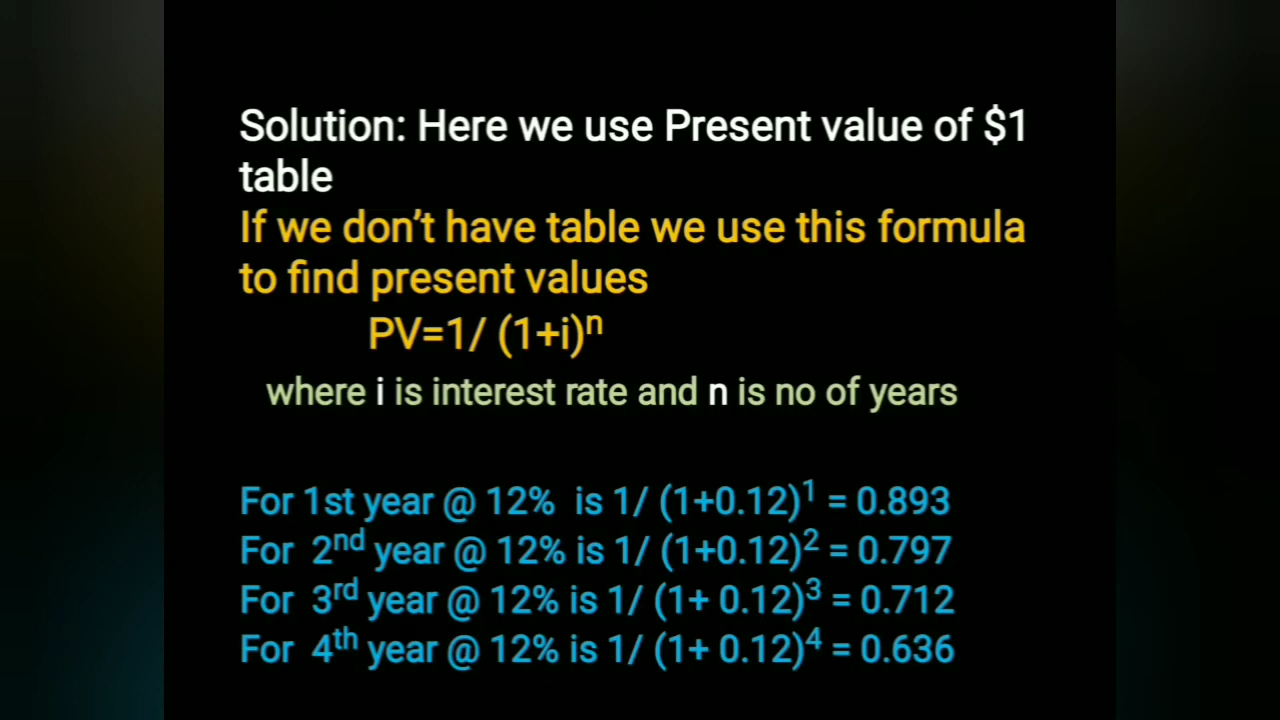 Solution: Here we use Present value of $1
table
If we don't have table we use this formula
to find present values
PV=1/ (1+i)ⁿ
where i is interest rate and n is no of years
For 1st year @ 12%  is 1/ (1+0.12)¹ = 0.893
For  2ⁿᵈ year @ 12% is 1/ (1+0.12)² = 0.797
For  3ʳᵈ year @ 12% is 1/ (1+ 0.12)³ = 0.712
For  4ᵗʰ year @ 12% is 1/ (1+ 0.12)⁴ = 0.636